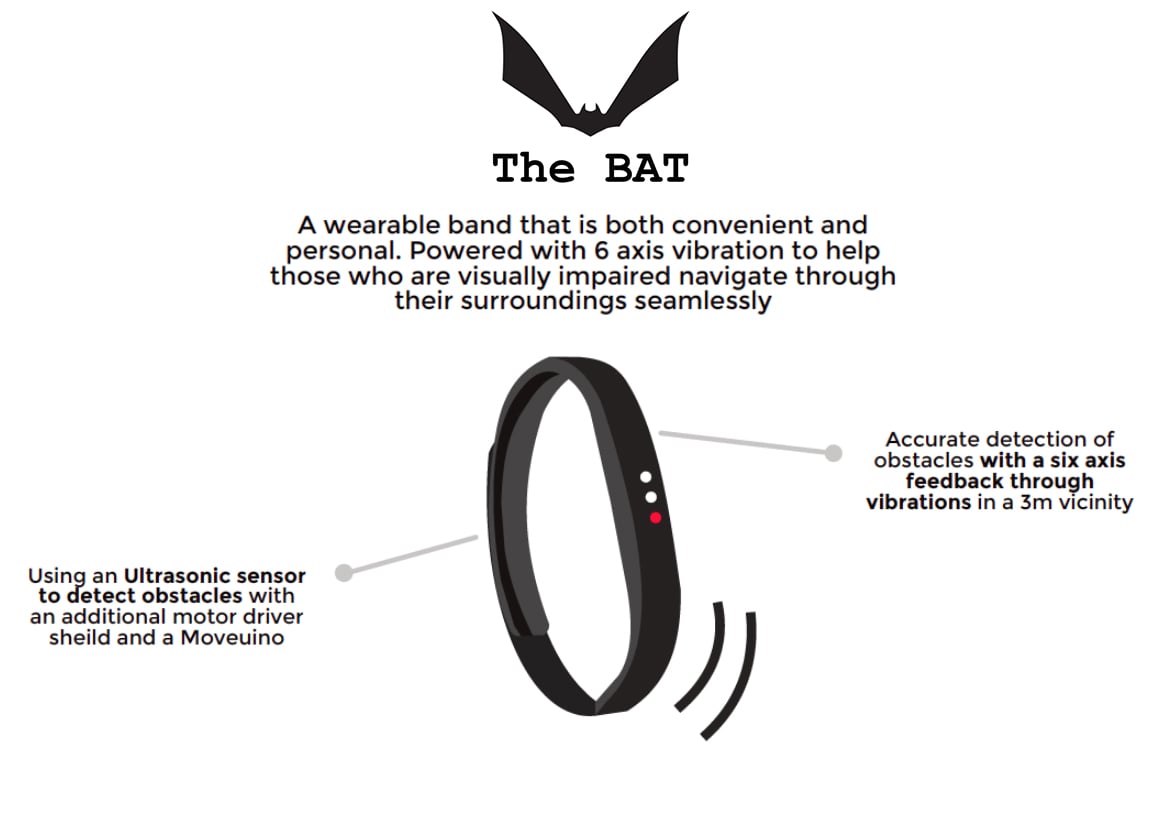 The BAT
A wearable band that is both convenient and
personal. Powered with 6 axis vibration to help
those who are visually impaired navigate through
their surroundings seamlessly
Accurate detection of
obstacles with a six axis
feedback through
vibrations in a 3m vicinity
Using an Ultrasonic sensor
to detect obstacles with
an additional motor driver
sheild and a Moveuino